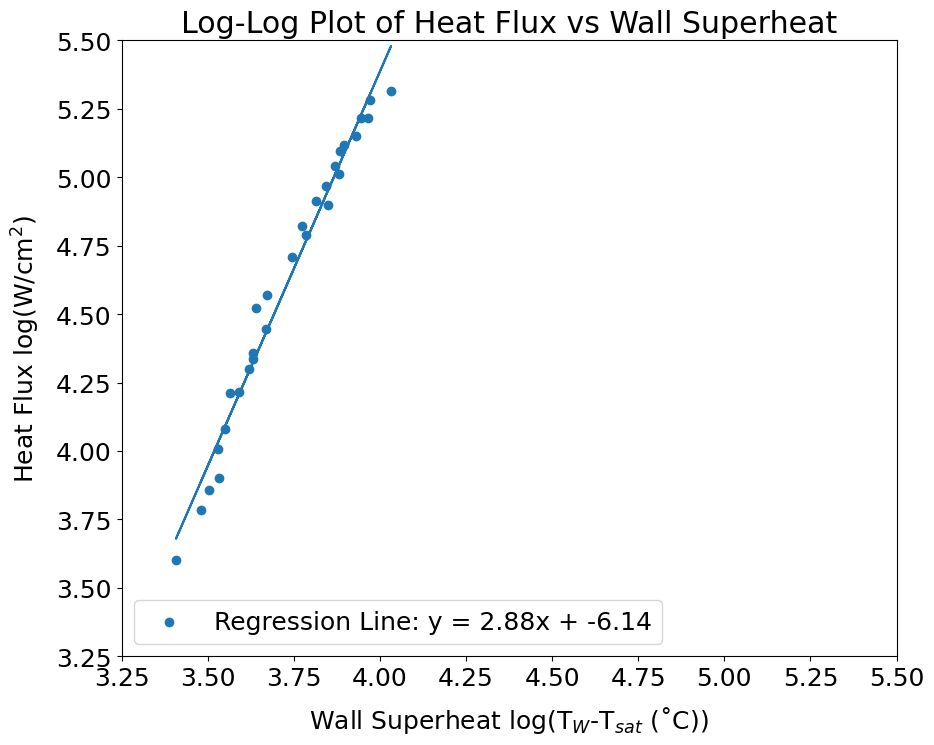 Log-Log Plot of Heat Flux vs Wall Superheat
5.50
5.25
5.00
4.75
4.50
4.25
4.00
3.75
3.50
3.25
Heat Flux log(W/cm²)
Regression Line: y = 2.88x + -6.14
3.25 3.50 3.75 4.00 4.25 4.50 4.75 5.00 5.25 5.50
Wall Superheat log(T_W-T_sat (˚C))